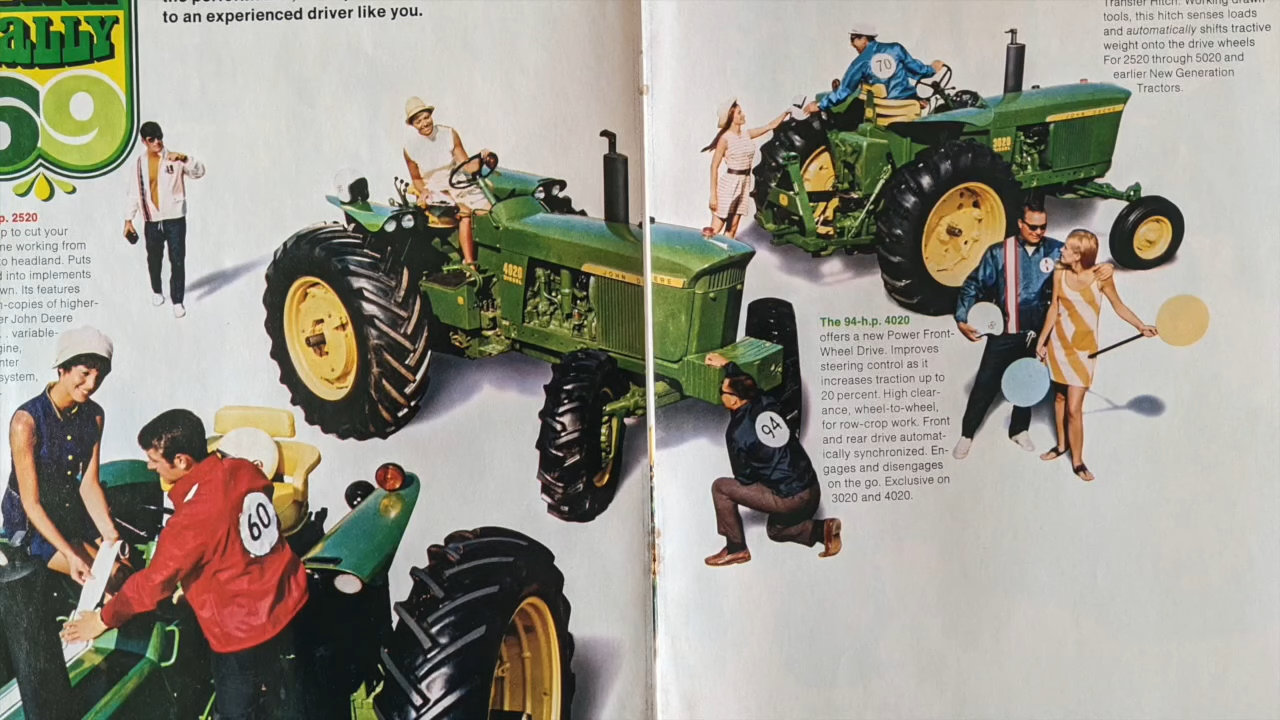 to an experienced driver like you.
ALLY
69
p. 2520
p to cut your
ne working from
to headland. Puts
d into implements
wn. Its features
n-copies of higher-
er John Deere
. . variable-
gine,
nter
system,
60
4020
DIESEL
JOHN DEERE
94
The 94-h.p. 4020
offers a new Power Front-
Wheel Drive. Improves
steering control as it
increases traction up to
20 percent. High clear-
ance, wheel-to-wheel,
for row-crop work. Front
and rear drive automat-
ically synchronized. En-
gages and disengages
on the go. Exclusive on
3020 and 4020.
70
JOHN DEERE
3020
DIESEL
Transfer Hitch. Working drawn
tools, this hitch senses loads
and automatically shifts tractive
weight onto the drive wheels
For 2520 through 5020 and
earlier New Generation
Tractors.